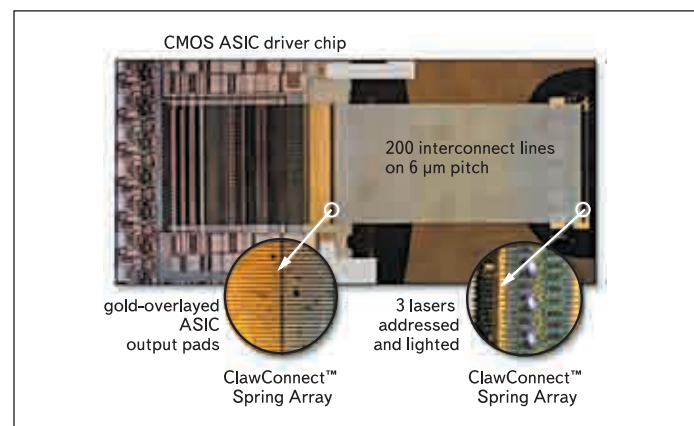 CMOS ASIC driver chip
200 interconnect lines
on 6 µm pitch
gold-overlayed
ASIC
output pads
3 lasers
addressed
and lighted
ClawConnect™
Spring Array
ClawConnect™
Spring Array